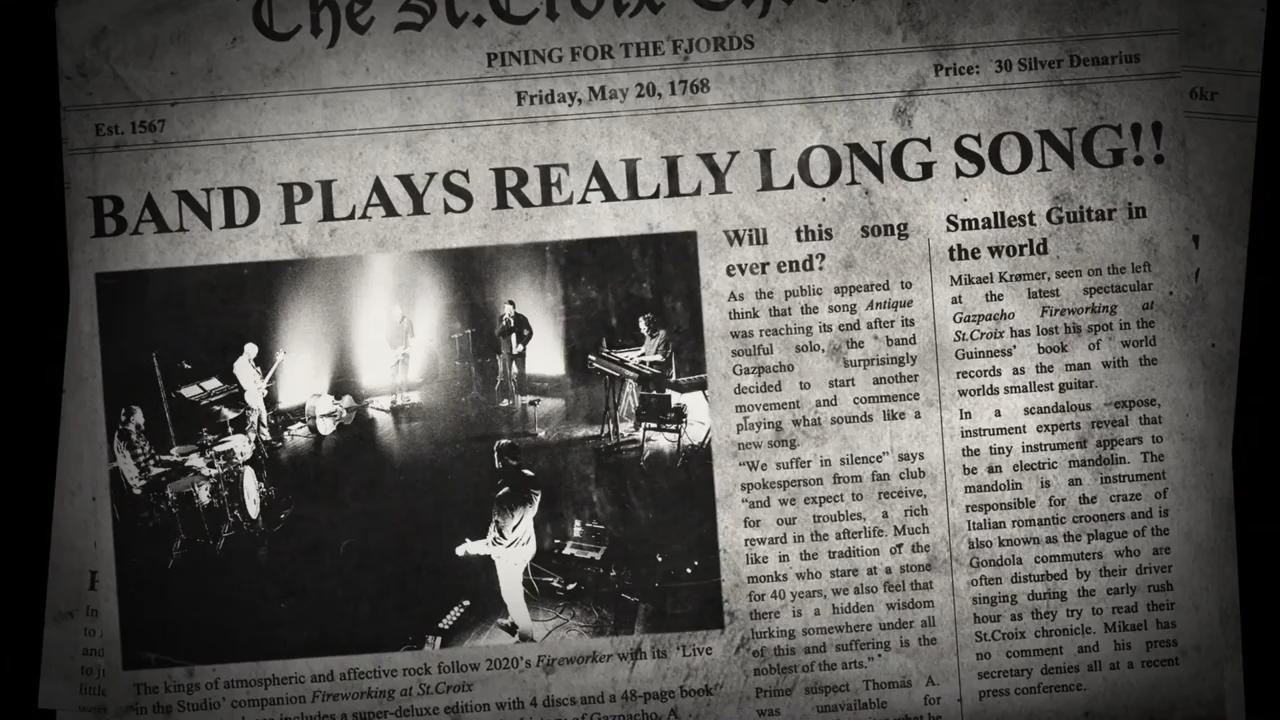 The St.Croix
PINING FOR THE FJORDS
Est. 1567
Friday, May 20, 1768
Price: 30 Silver Denarius
6kr
BAND PLAYS REALLY LONG SONG!!
Will this song
ever end?
As the public appeared to
think that the song Antique
was reaching its end after its
soulful solo, the band
Gazpacho surprisingly
decided to start another
movement and commence
playing what sounds like a
new song.
“We suffer in silence” says
spokesperson from fan club
“and we expect to receive,
for our troubles, a rich
reward in the afterlife. Much
like in the tradition of the
monks who stare at a stone
for 40 years, we also feel that
there is a hidden wisdom
lurking somewhere under all
of this and suffering is the
noblest of the arts.”
Prime suspect Thomas A.
was unavailable for
Smallest Guitar in
the world
Mikael Krømer, seen on the left
at the latest spectacular
Gazpacho Fireworking at
St.Croix has lost his spot in the
Guinness’ book of world
records as the man with the
worlds smallest guitar.
In a scandalous expose,
instrument experts reveal that
the tiny instrument appears to
be an electric mandolin. The
mandolin is an instrument
responsible for the craze of
Italian romantic crooners and is
also known as the plague of the
Gondola commuters who are
often disturbed by their driver
singing during the early rush
hour as they try to read their
St.Croix chronicle. Mikael has
no comment and his press
secretary denies all at a recent
press conference.
The kings of atmospheric and affective rock follow 2020’s Fireworker with its ‘Live
in the Studio’ companion Fireworking at St.Croix
includes a super-deluxe edition with 4 discs and a 48-page book
of Gazpacho. A
In
to
and
to
little